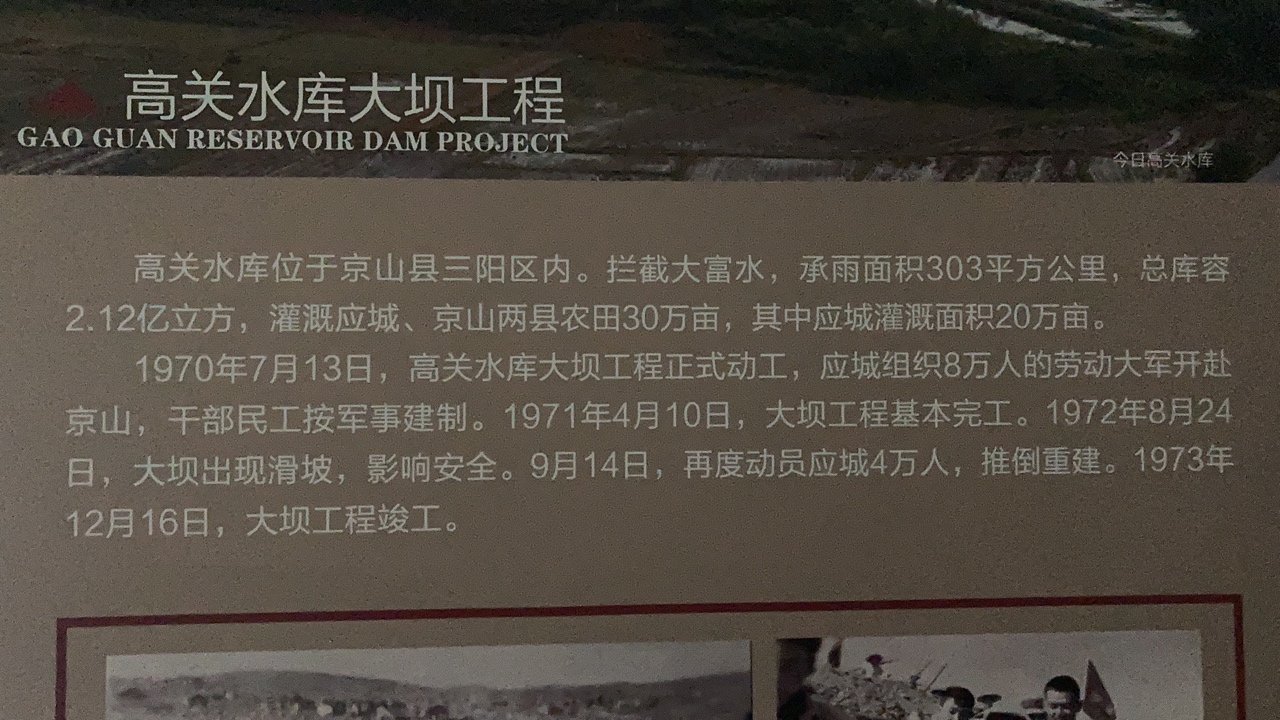 高关水库大坝工程
GAO GUAN RESERVOIR DAM PROJECT
今日高关水库
高关水库位于京山县三阳区内。拦截大富水，承雨面积303平方公里，总库容
2.12亿立方，灌溉应城、京山两县农田30万亩，其中应城灌溉面积20万亩。
1970年7月13日，高关水库大坝工程正式动工，应城组织8万人的劳动大军开赴
京山，干部民工按军事建制。1971年4月10日，大坝工程基本完工。1972年8月24
日，大坝出现滑坡，影响安全。9月14日，再度动员应城4万人，推倒重建。1973年
12月16日，大坝工程竣工。